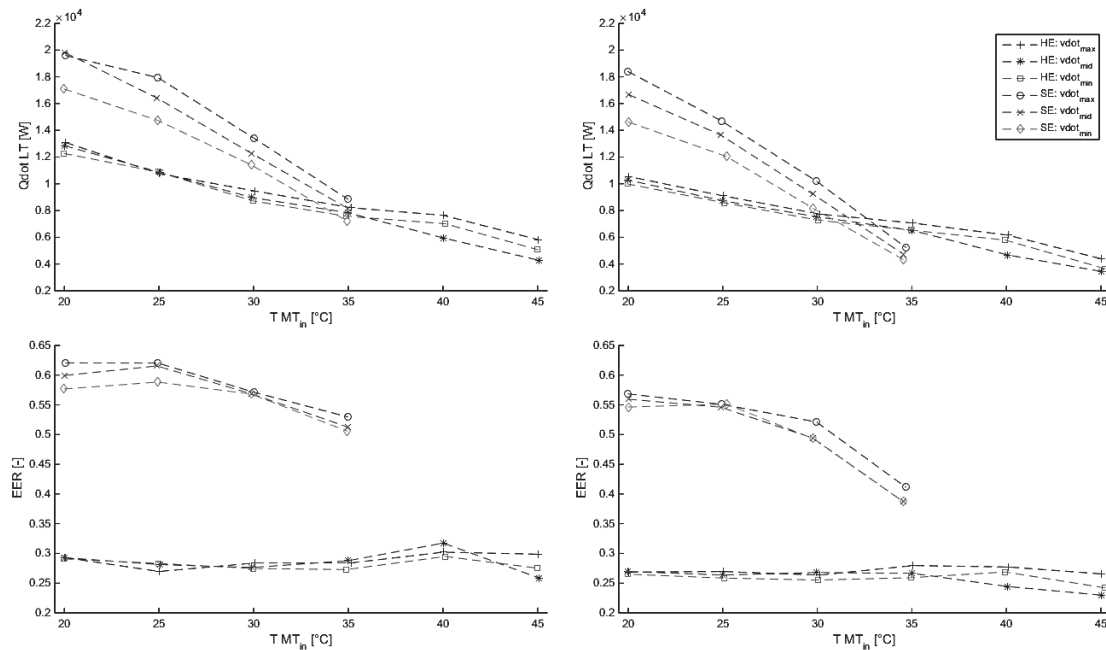 ×10⁴
2.2
2
1.8
1.6
1.4
1.2
1
0.8
0.6
0.4
0.2
Qdot LT [W]
20 25 30 35 40 45
T MT_in [°C]
×10⁴
2.2
2
1.8
1.6
1.4
1.2
1
0.8
0.6
0.4
0.2
Qdot LT [W]
20 25 30 35 40 45
T MT_in [°C]
HE: vdot_max
HE: vdot_mid
HE: vdot_min
SE: vdot_max
SE: vdot_mid
SE: vdot_min
0.65
0.6
0.55
0.5
0.45
0.4
0.35
0.3
0.25
0.2
EER [-]
20 25 30 35 40 45
T MT_in [°C]
0.65
0.6
0.55
0.5
0.45
0.4
0.35
0.3
0.25
0.2
EER [-]
20 25 30 35 40 45
T MT_in [°C]